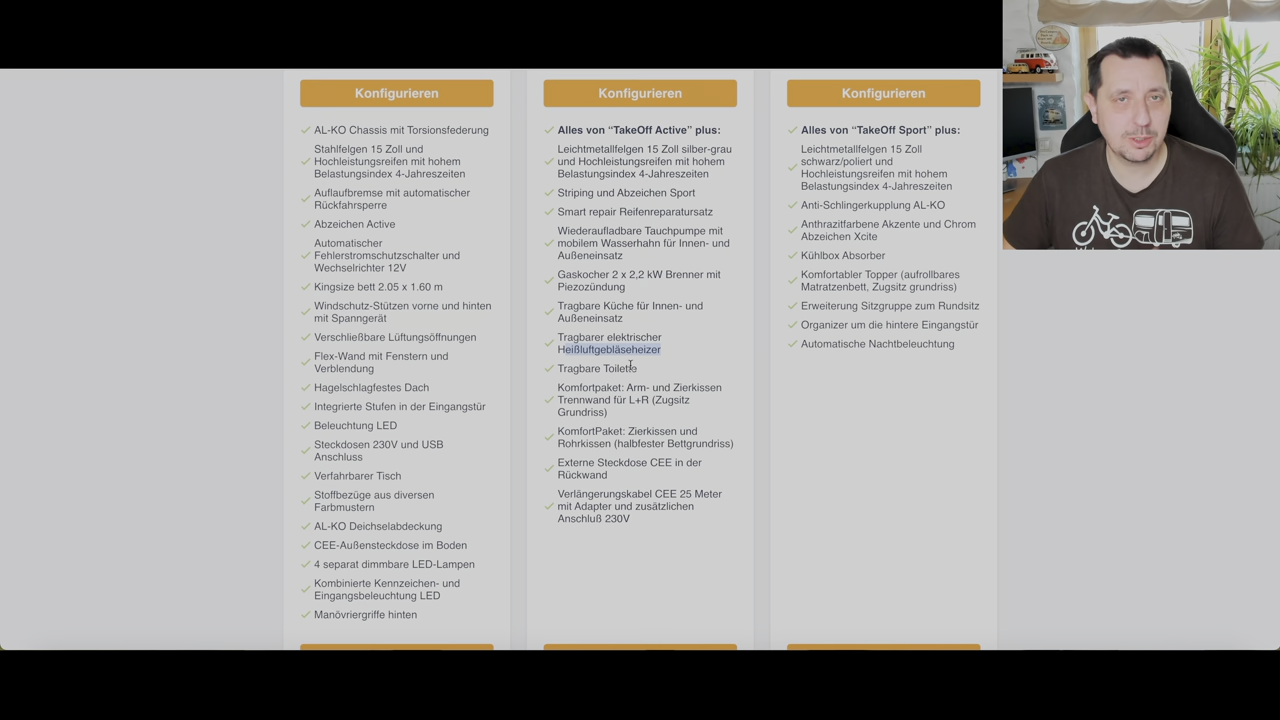 Konfigurieren
AL-KO Chassis mit Torsionsfederung
Stahlfelgen 15 Zoll und
Hochleistungsreifen mit hohem
Belastungsindex 4-Jahreszeiten
Auflaufbremse mit automatischer
Rückfahrsperre
Abzeichen Active
Automatischer
Fehlerstromschutzschalter und
Wechselrichter 12V
Kingsize bett 2.05 x 1.60 m
Windschutz-Stützen vorne und hinten
mit Spanngerät
Verschließbare Lüftungsöffnungen
Flex-Wand mit Fenstern und
Verblendung
Hagelschlagfestes Dach
Integrierte Stufen in der Eingangstür
Beleuchtung LED
Steckdosen 230V und USB
Anschluss
Verfahrbarer Tisch
Stoffbezüge aus diversen
Farbmustern
AL-KO Deichselabdeckung
CEE-Außensteckdose im Boden
4 separat dimmbare LED-Lampen
Kombinierte Kennzeichen- und
Eingangsbeleuchtung LED
Manövriergriffe hinten
Konfigurieren
Alles von “TakeOff Active” plus:
Leichtmetallfelgen 15 Zoll silber-grau
und Hochleistungsreifen mit hohem
Belastungsindex 4-Jahreszeiten
Striping und Abzeichen Sport
Smart repair Reifenreparatursatz
Wiederaufladbare Tauchpumpe mit
mobilem Wasserhahn für Innen- und
Außeneinsatz
Gaskocher 2 x 2,2 kW Brenner mit
Piezozündung
Tragbare Küche für Innen- und
Außeneinsatz
Tragbarer elektrischer
Heißluftgebläseheizer
Tragbare Toilette
Komfortpaket: Arm- und Zierkissen
Trennwand für L+R (Zugsitz
Grundriss)
KomfortPaket: Zierkissen und
Rohrkissen (halbfester Bettgrundriss)
Externe Steckdose CEE in der
Rückwand
Verlängerungskabel CEE 25 Meter
mit Adapter und zusätzlichen
Anschluß 230V
Konfigurieren
Alles von “TakeOff Sport” plus:
Leichtmetallfelgen 15 Zoll
schwarz/poliert und
Hochleistungsreifen mit hohem
Belastungsindex 4-Jahreszeiten
Anti-Schlingerkupplung AL-KO
Anthrazitfarbene Akzente und Chrom
Abzeichen Xcite
Kühlbox Absorber
Komfortabler Topper (aufrollbares
Matratzenbett, Zugsitz grundriss)
Erweiterung Sitzgruppe zum Rundsitz
Organizer um die hintere Eingangstür
Automatische Nachtbeleuchtung